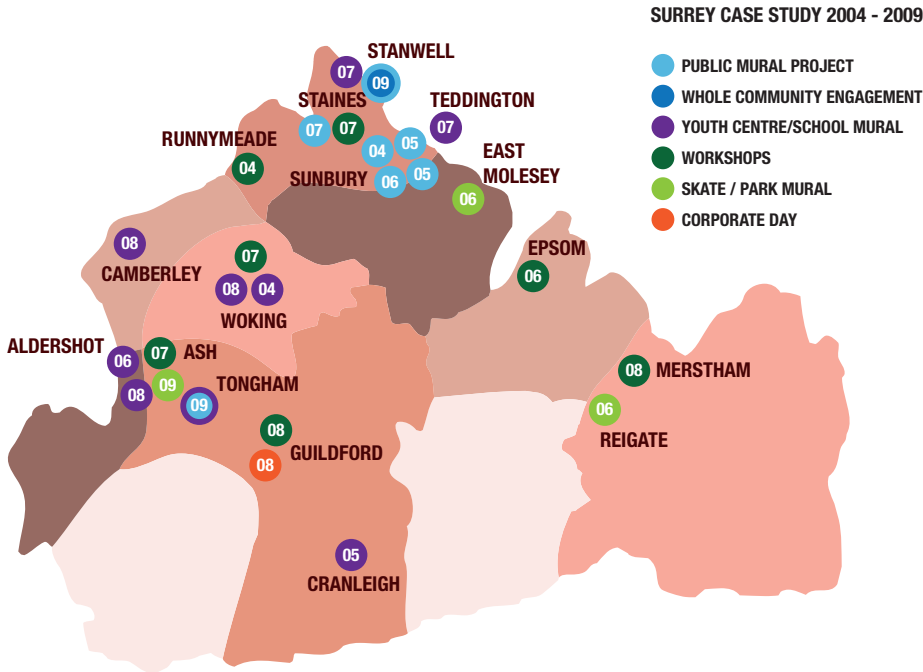 SURREY CASE STUDY 2004 - 2009
PUBLIC MURAL PROJECT
WHOLE COMMUNITY ENGAGEMENT
YOUTH CENTRE/SCHOOL MURAL
WORKSHOPS
SKATE / PARK MURAL
CORPORATE DAY
STANWELL
07
09
STAINES
07
07
TEDDINGTON
07
RUNNYMEADE
04
04
05
SUNBURY
06
05
EAST
MOLESEY
06
08
CAMBERLEY
07
08
04
WOKING
EPSOM
06
ALDERSHOT
06
07
ASH
08
09
TONGHAM
09
08
MERSTHAM
06
REIGATE
08
GUILDFORD
08
05
CRANLEIGH